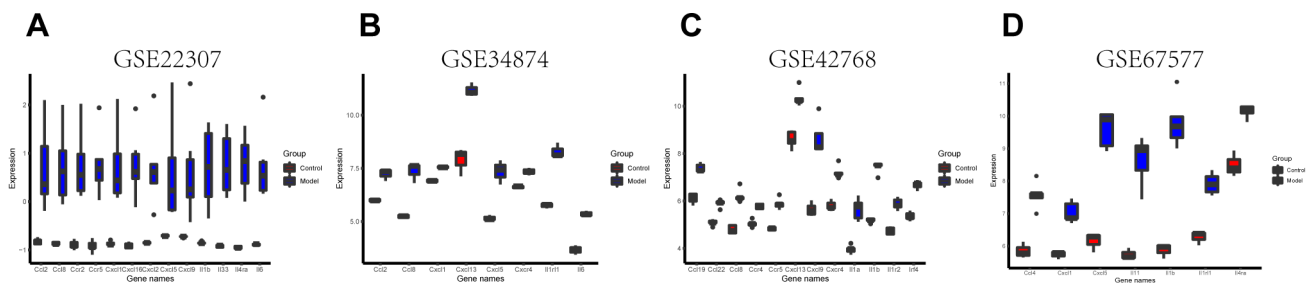 A
GSE22307
Expression
2
1
0
−1
Ccl2 Ccl8 Ccr2 Ccr5 Cxcl1 Cxcl16 Cxcl2 Cxcl5 Cxcl9 Il1b Il33 Il4ra Il6
Gene names
Group
Control
Model
B
GSE34874
Expression
10.0
7.5
5.0
Ccl2 Ccl8 Cxcl1 Cxcl13 Cxcl5 Cxcr4 Il1rl1 Il6
Gene names
Group
Control
Model
C
GSE42768
Expression
10
8
6
4
Ccl19 Ccl22 Ccl8 Ccr4 Ccr5 Cxcl13 Cxcl9 Cxcr4 Il1a Il1b Il1r2 Irf4
Gene names
Group
Control
Model
D
GSE67577
Expression
11
10
9
8
7
6
Ccl4 Cxcl1 Cxcl5 Il11 Il1b Il1rl1 Il4ra
Gene names
Group
Control
Model